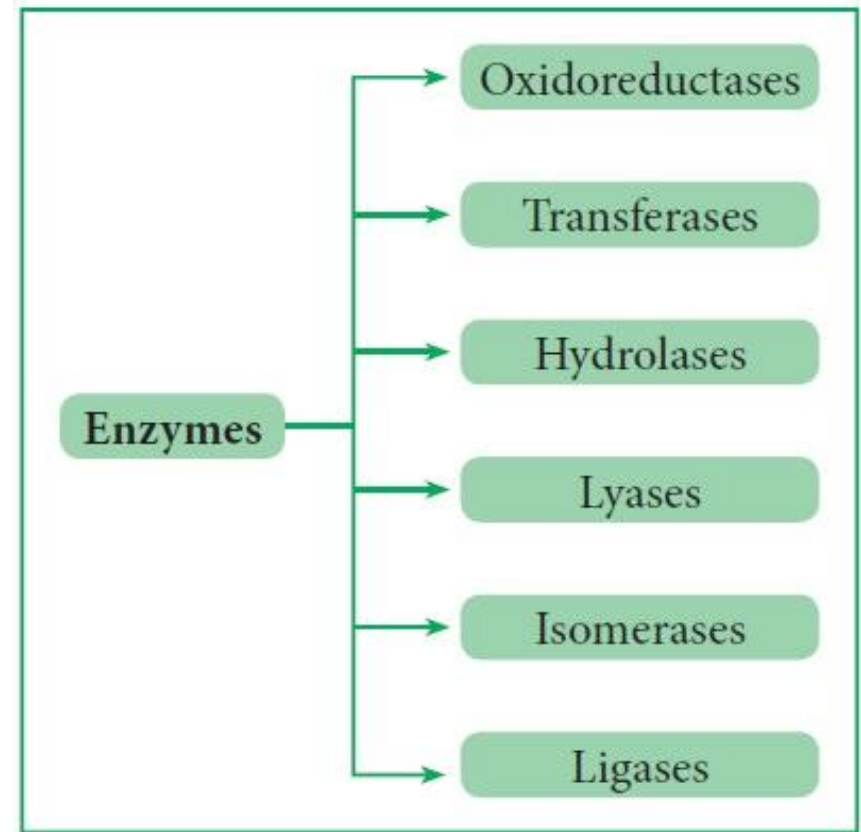 Oxidoreductases
Transferases
Hydrolases
Enzymes
Lyases
Isomerases
Ligases